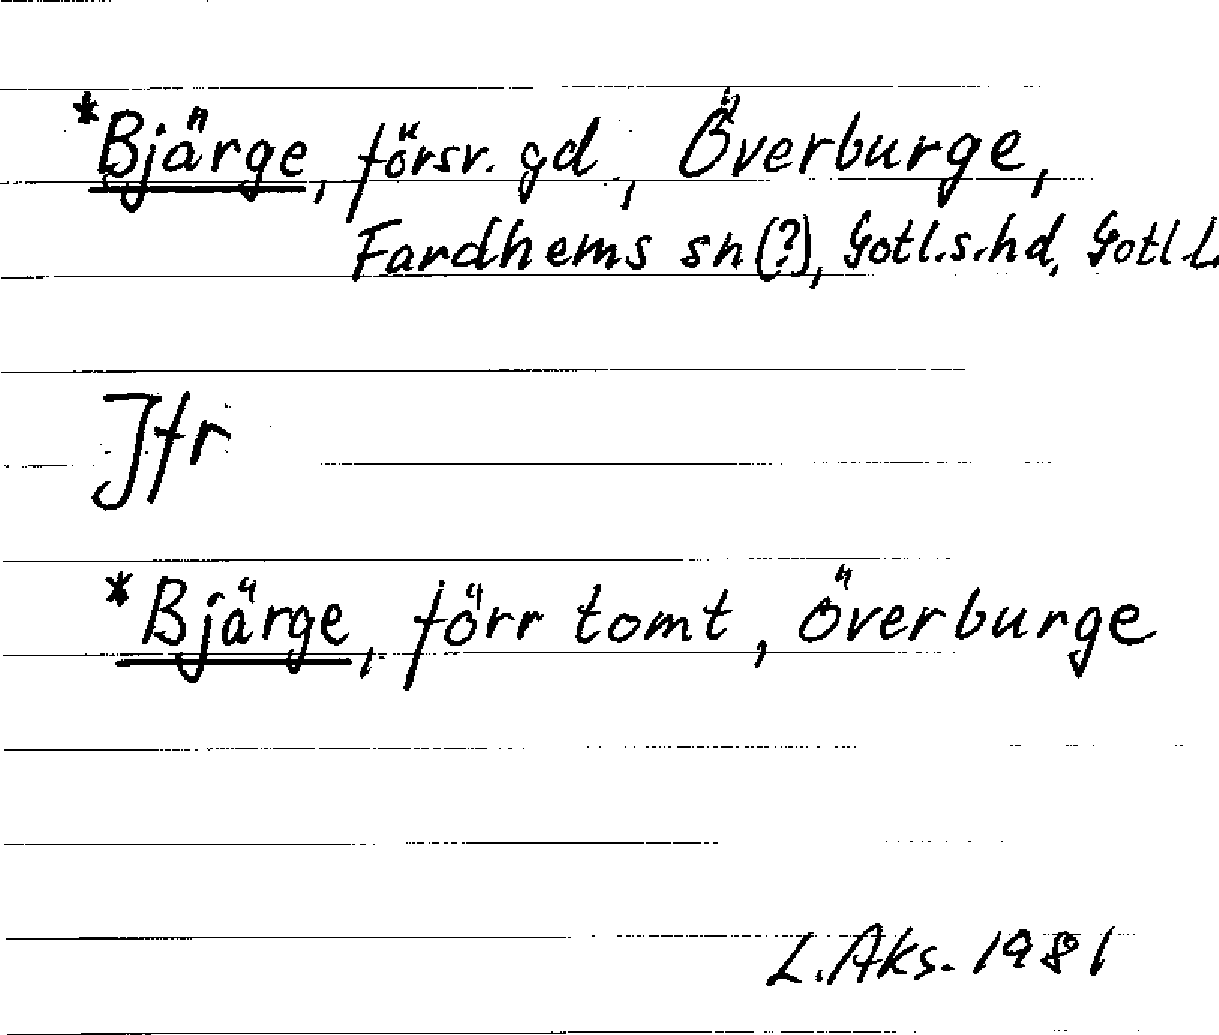 *Bjärge, försv. gd., Överburge,
Fardhems sn(?), Gotl.s.hd, Gotl L.
Jfr
*Bjärge, förr tomt, Överburge
L.Aks. 1981